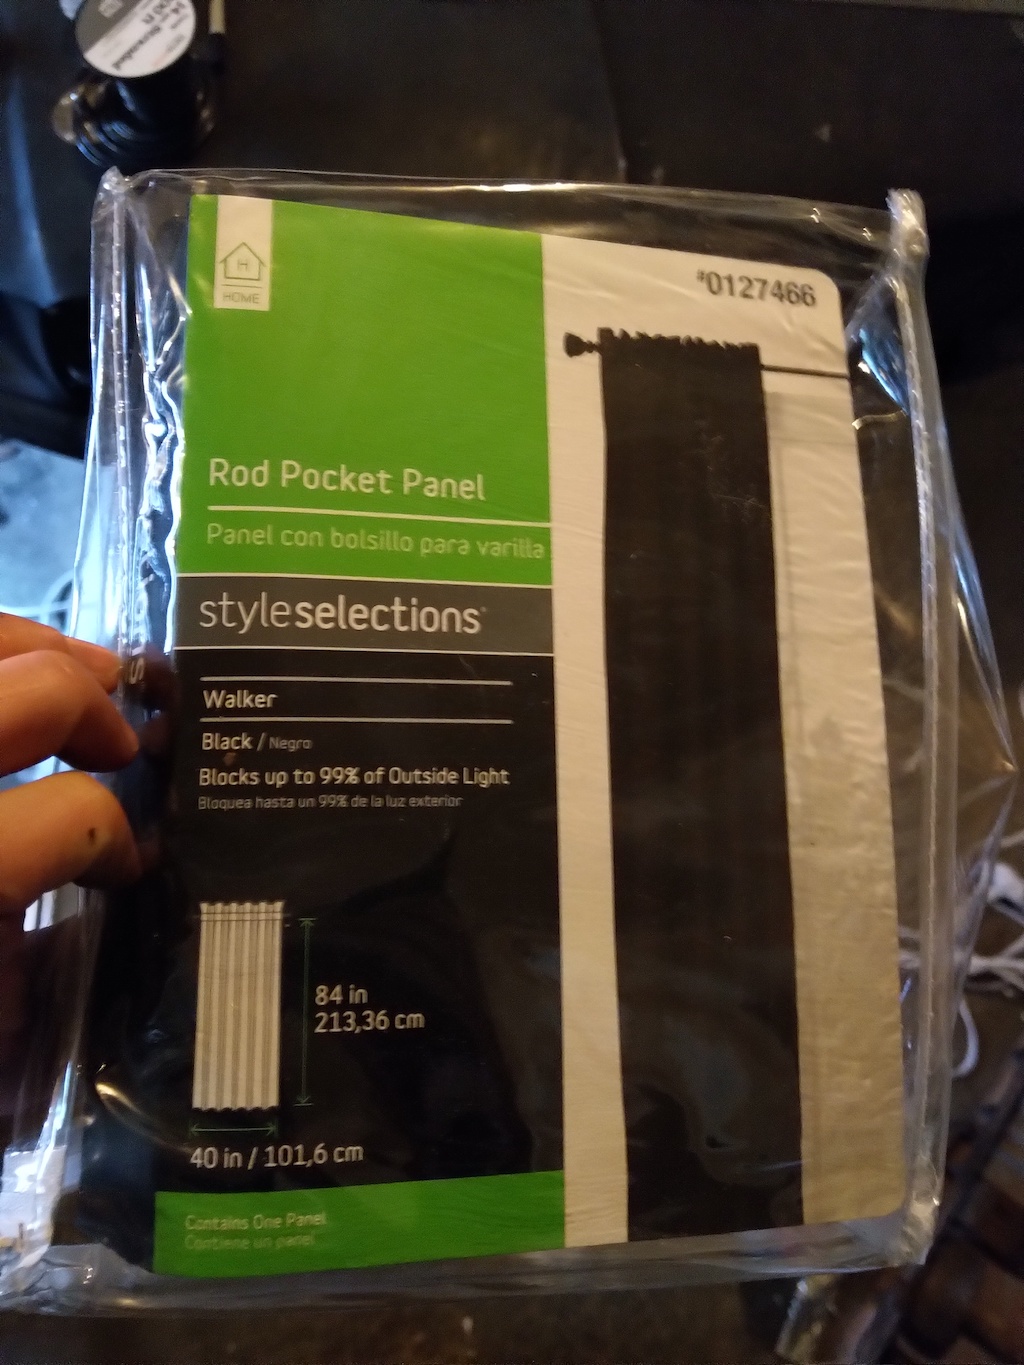 H
HOME
#0127466
Rod Pocket Panel
Panel con bolsillo para varilla
styleselections
Walker
Black / Negro
Blocks up to 99% of Outside Light
Bloquea hasta un 99% de la luz exterior
84 in
213,36 cm
40 in / 101,6 cm
Contains One Panel
Contiene un panel